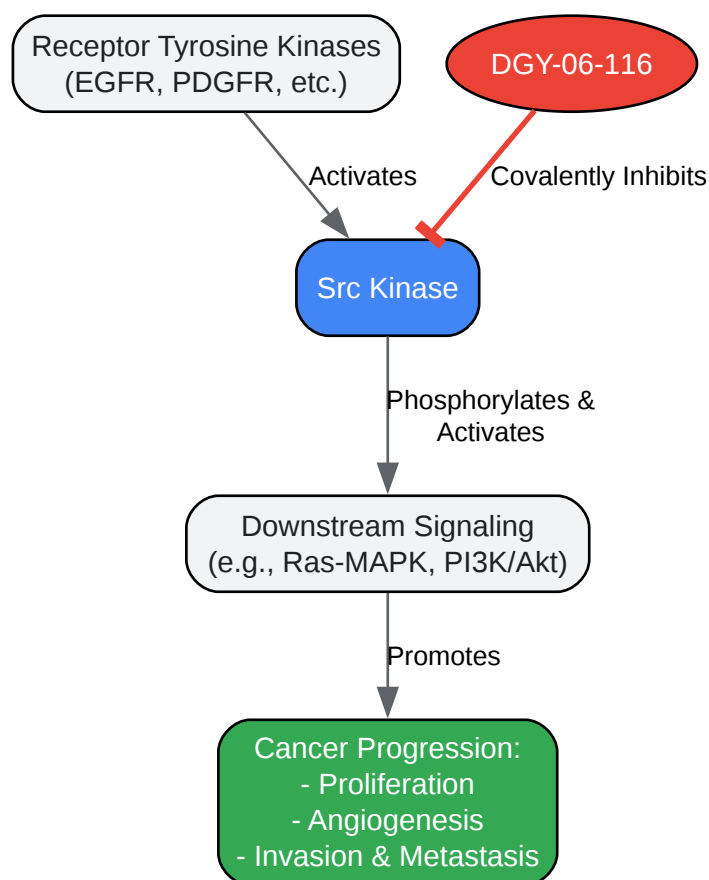 Receptor Tyrosine Kinases
(EGFR, PDGFR, etc.)
DGY-06-116
Activates
Covalently Inhibits
Src Kinase
Phosphorylates &
Activates
Downstream Signaling
(e.g., Ras-MAPK, PI3K/Akt)
Promotes
Cancer Progression:
- Proliferation
- Angiogenesis
- Invasion & Metastasis